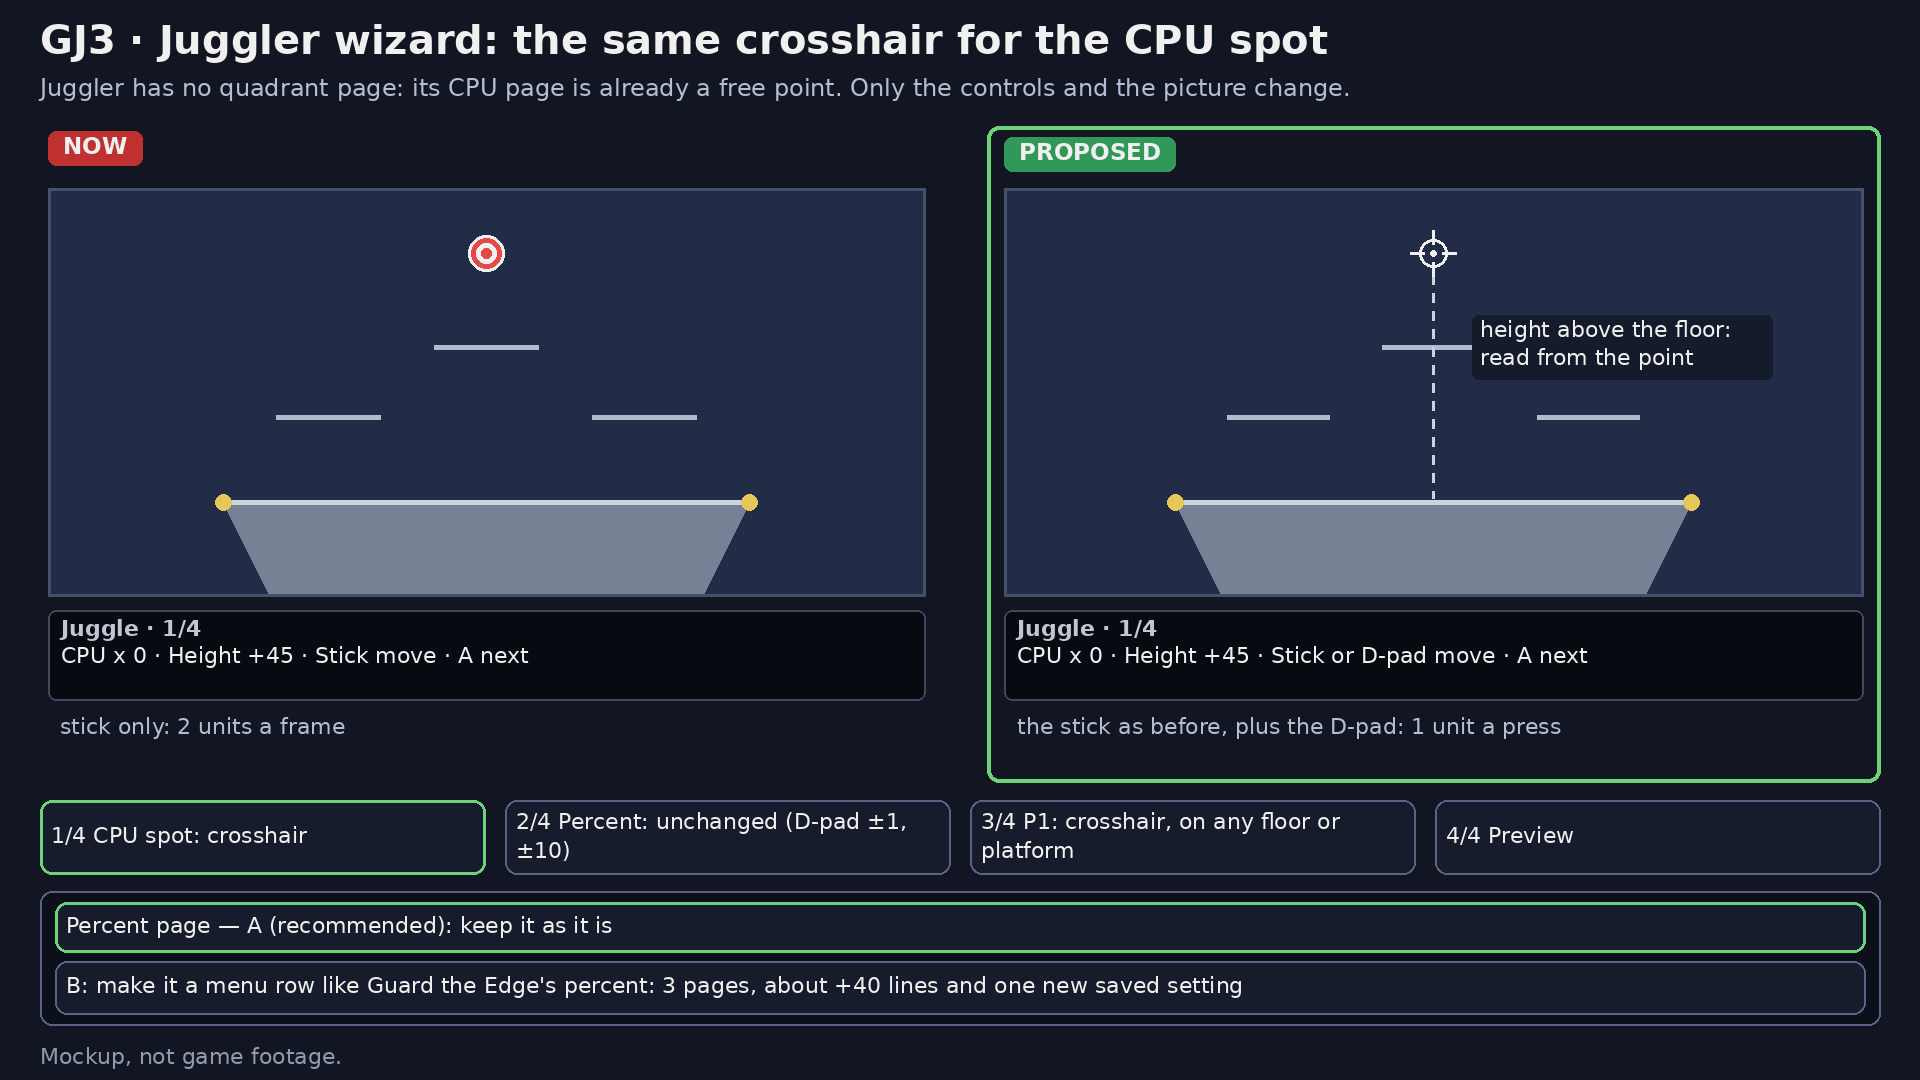 GJ3 · Juggler wizard: the same crosshair for the CPU spot
Juggler has no quadrant page: its CPU page is already a free point. Only the controls and the picture change.
NOW
Juggle · 1/4
CPU x 0 · Height +45 · Stick move · A next
stick only: 2 units a frame
PROPOSED
height above the floor:
read from the point
Juggle · 1/4
CPU x 0 · Height +45 · Stick or D-pad move · A next
the stick as before, plus the D-pad: 1 unit a press
1/4 CPU spot: crosshair
2/4 Percent: unchanged (D-pad ±1,
±10)
3/4 P1: crosshair, on any floor or
platform
4/4 Preview
Percent page — A (recommended): keep it as it is
B: make it a menu row like Guard the Edge's percent: 3 pages, about +40 lines and one new saved setting
Mockup, not game footage.